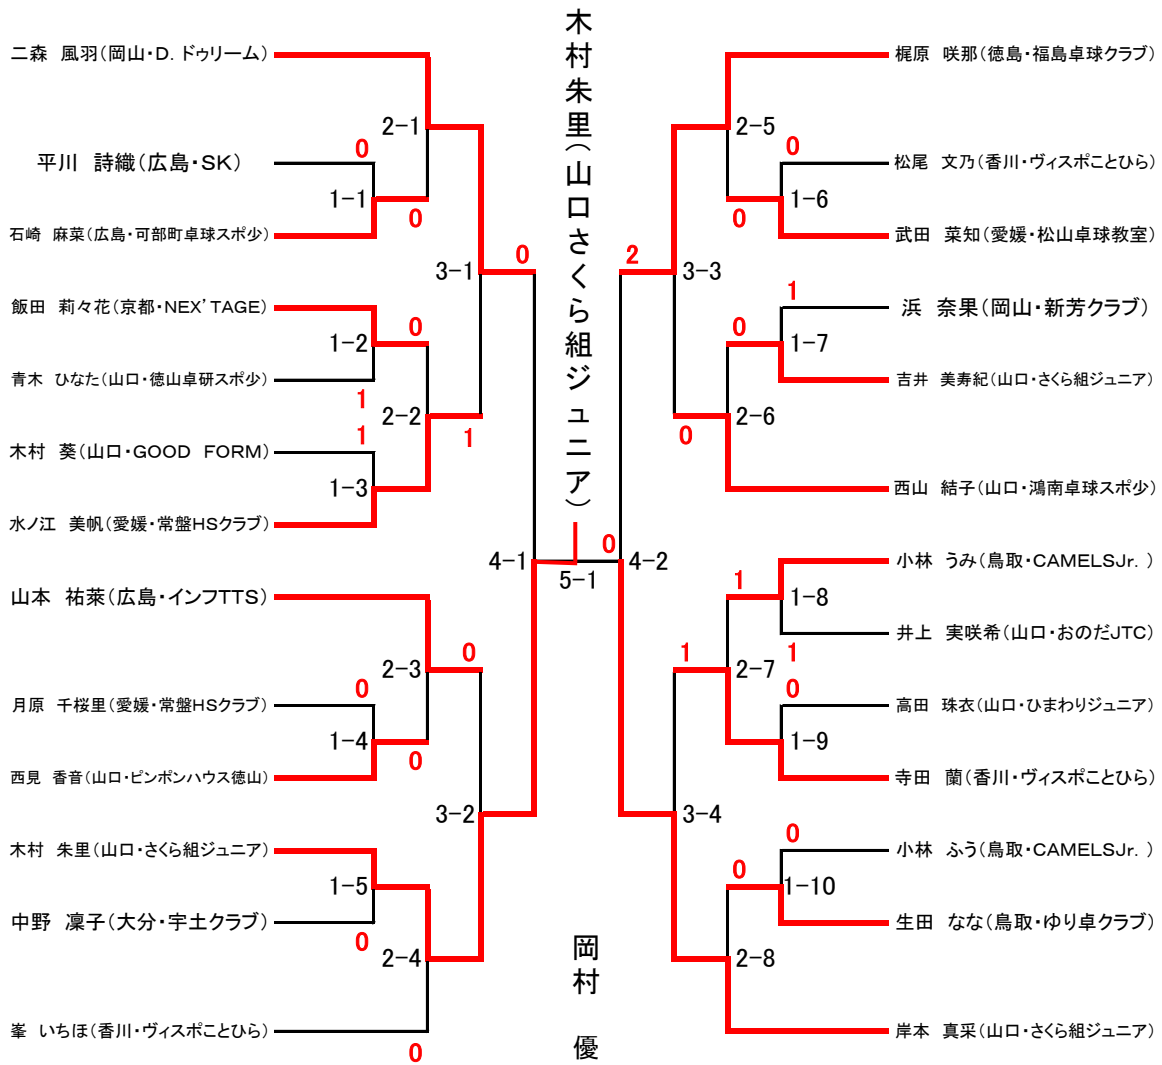 木村朱里（山口さくら組ジュニア）
二森　風羽（岡山・D．ドゥリーム）
2-1
0
平川　詩織（広島・SK）
1-1
0
石崎　麻菜（広島・可部町卓球スポ少）
3-1
0
飯田　莉々花（京都・NEX’TAGE）
0
1-2
青木　ひなた（山口・徳山卓研スポ少）
1
2-2
1
1
木村　葵（山口・GOOD　FORM）
1-3
水ノ江　美帆（愛媛・常盤HSクラブ）
4-1
山本　祐萊（広島・インフTTS）
0
2-3
0
月原　千桜里（愛媛・常盤HSクラブ）
1-4
0
西見　香音（山口・ピンポンハウス徳山）
3-2
木村　朱里（山口・さくら組ジュニア）
1-5
中野　凜子（大分・宇土クラブ）
0
2-4
峯　いちほ（香川・ヴィスポことひら）
0
5-1
梶原　咲那（徳島・福島卓球クラブ）
2-5
0
松尾　文乃（香川・ヴィスポことひら）
1-6
0
武田　菜知（愛媛・松山卓球教室）
2
3-3
1
浜　奈果（岡山・新芳クラブ）
0
1-7
吉井　美寿紀（山口・さくら組ジュニア）
2-6
0
西山　結子（山口・鴻南卓球スポ少）
0
4-2
小林　うみ（鳥取・CAMELSJr．）
1
1-8
井上　実咲希（山口・おのだJTC）
1
1
2-7
0
高田　珠衣（山口・ひまわりジュニア）
1-9
寺田　蘭（香川・ヴィスポことひら）
3-4
0
小林　ふう（鳥取・CAMELSJr．）
0
1-10
生田　なな（鳥取・ゆり卓クラブ）
2-8
岸本　真采（山口・さくら組ジュニア）
岡村　優